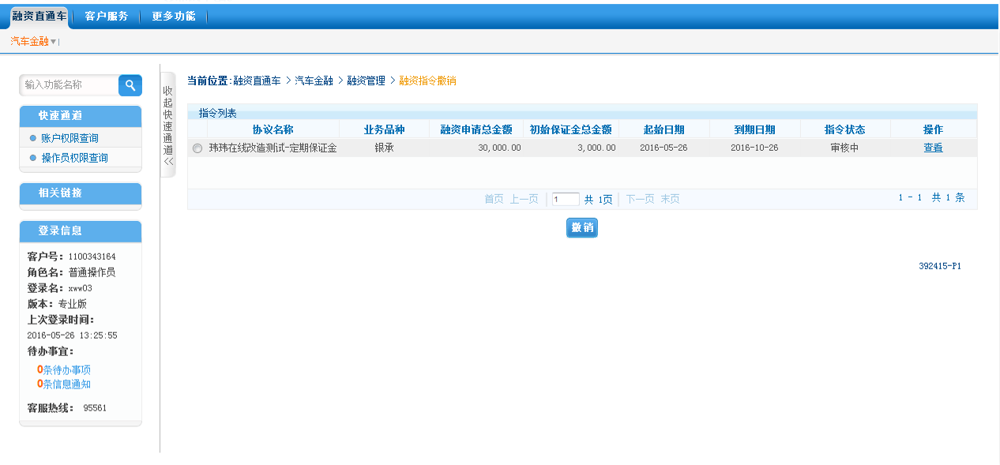 融资直通车 客户服务 更多功能
汽车金融
输入功能名称
快速通道
账户权限查询
操作员权限查询
相关链接
登录信息
客户号：1100343164
角色名：普通操作员
登录名：xww03
版本：专业版
上次登录时间：
2016-05-26 13:25:55
待办事宜：
0条待办事项
0条信息通知
客服热线： 95561
收起快速通道
当前位置:融资直通车 > 汽车金融 > 融资管理 > 融资指令撤销
指令列表
协议名称 业务品种 融资申请总金额 初始保证金总金额 起始日期 到期日期 指令状态 操作
玮玮在线改造测试-定期保证金 银承 30,000.00 3,000.00 2016-05-26 2016-10-26 审核中 查看
首页 上一页 1 共 1页 下一页 末页 1 - 1 共 1 条
撤销
392415-P1